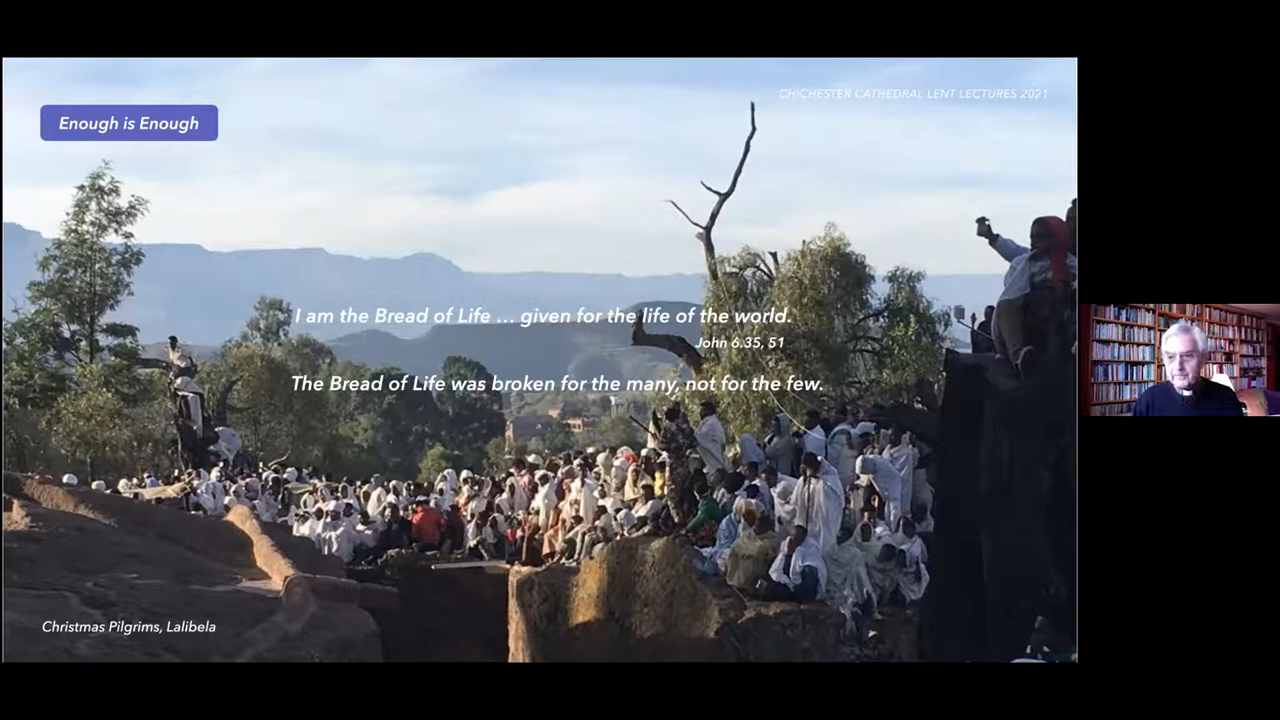 CHICHESTER CATHEDRAL LENT LECTURES 2021
Enough is Enough
I am the Bread of Life ... given for the life of the world.
John 6.35, 51
The Bread of Life was broken for the many, not for the few.
Christmas Pilgrims, Lalibela